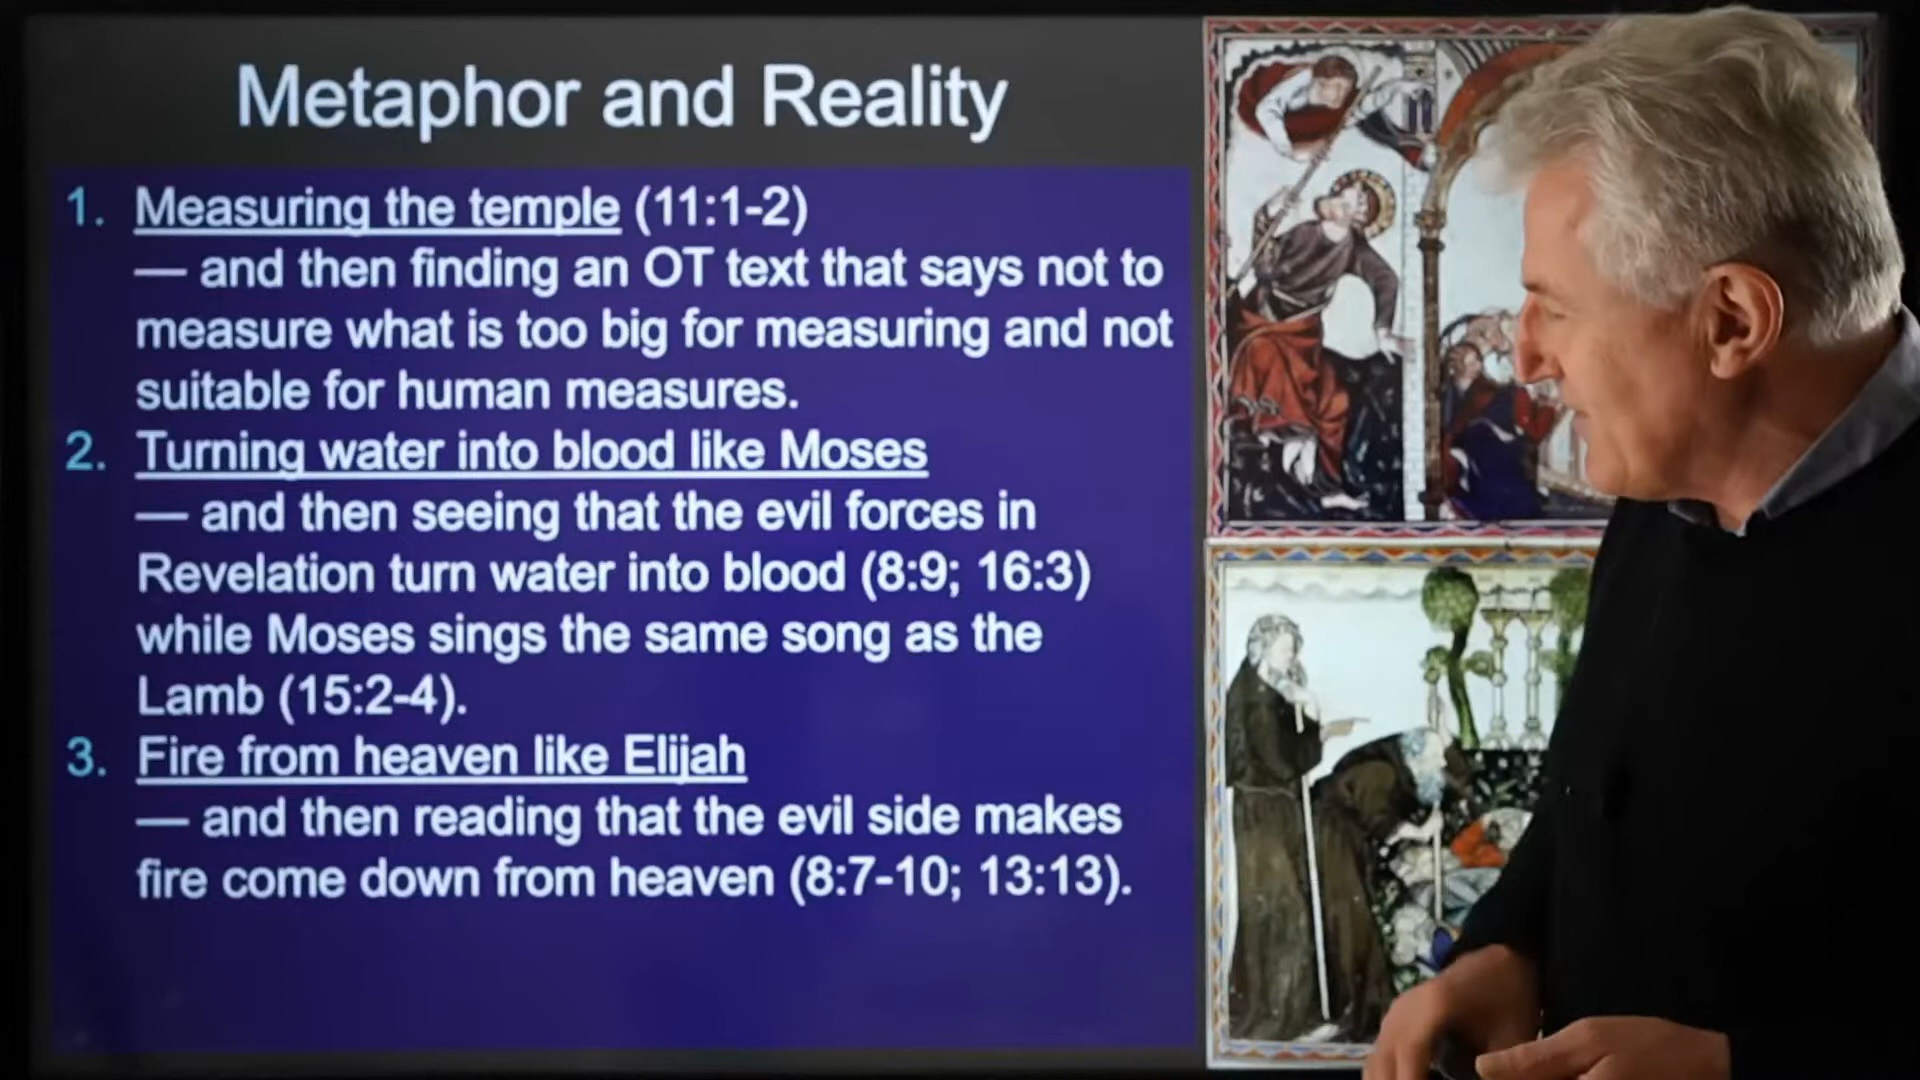 Metaphor and Reality
1. Measuring the temple (11:1-2)
— and then finding an OT text that says not to
measure what is too big for measuring and not
suitable for human measures.
2. Turning water into blood like Moses
— and then seeing that the evil forces in
Revelation turn water into blood (8:9; 16:3)
while Moses sings the same song as the
Lamb (15:2-4).
3. Fire from heaven like Elijah
— and then reading that the evil side makes
fire come down from heaven (8:7-10; 13:13).